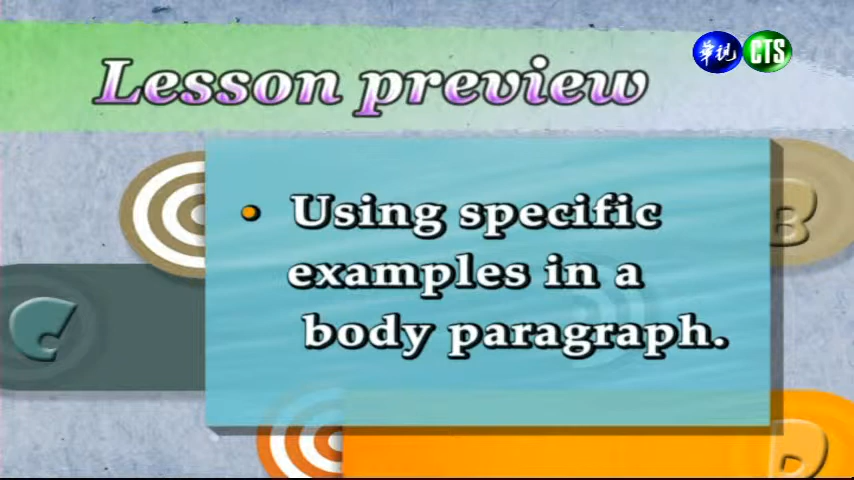 華視 CTS
Lesson preview
• Using specific
examples in a
body paragraph.
B
C
D